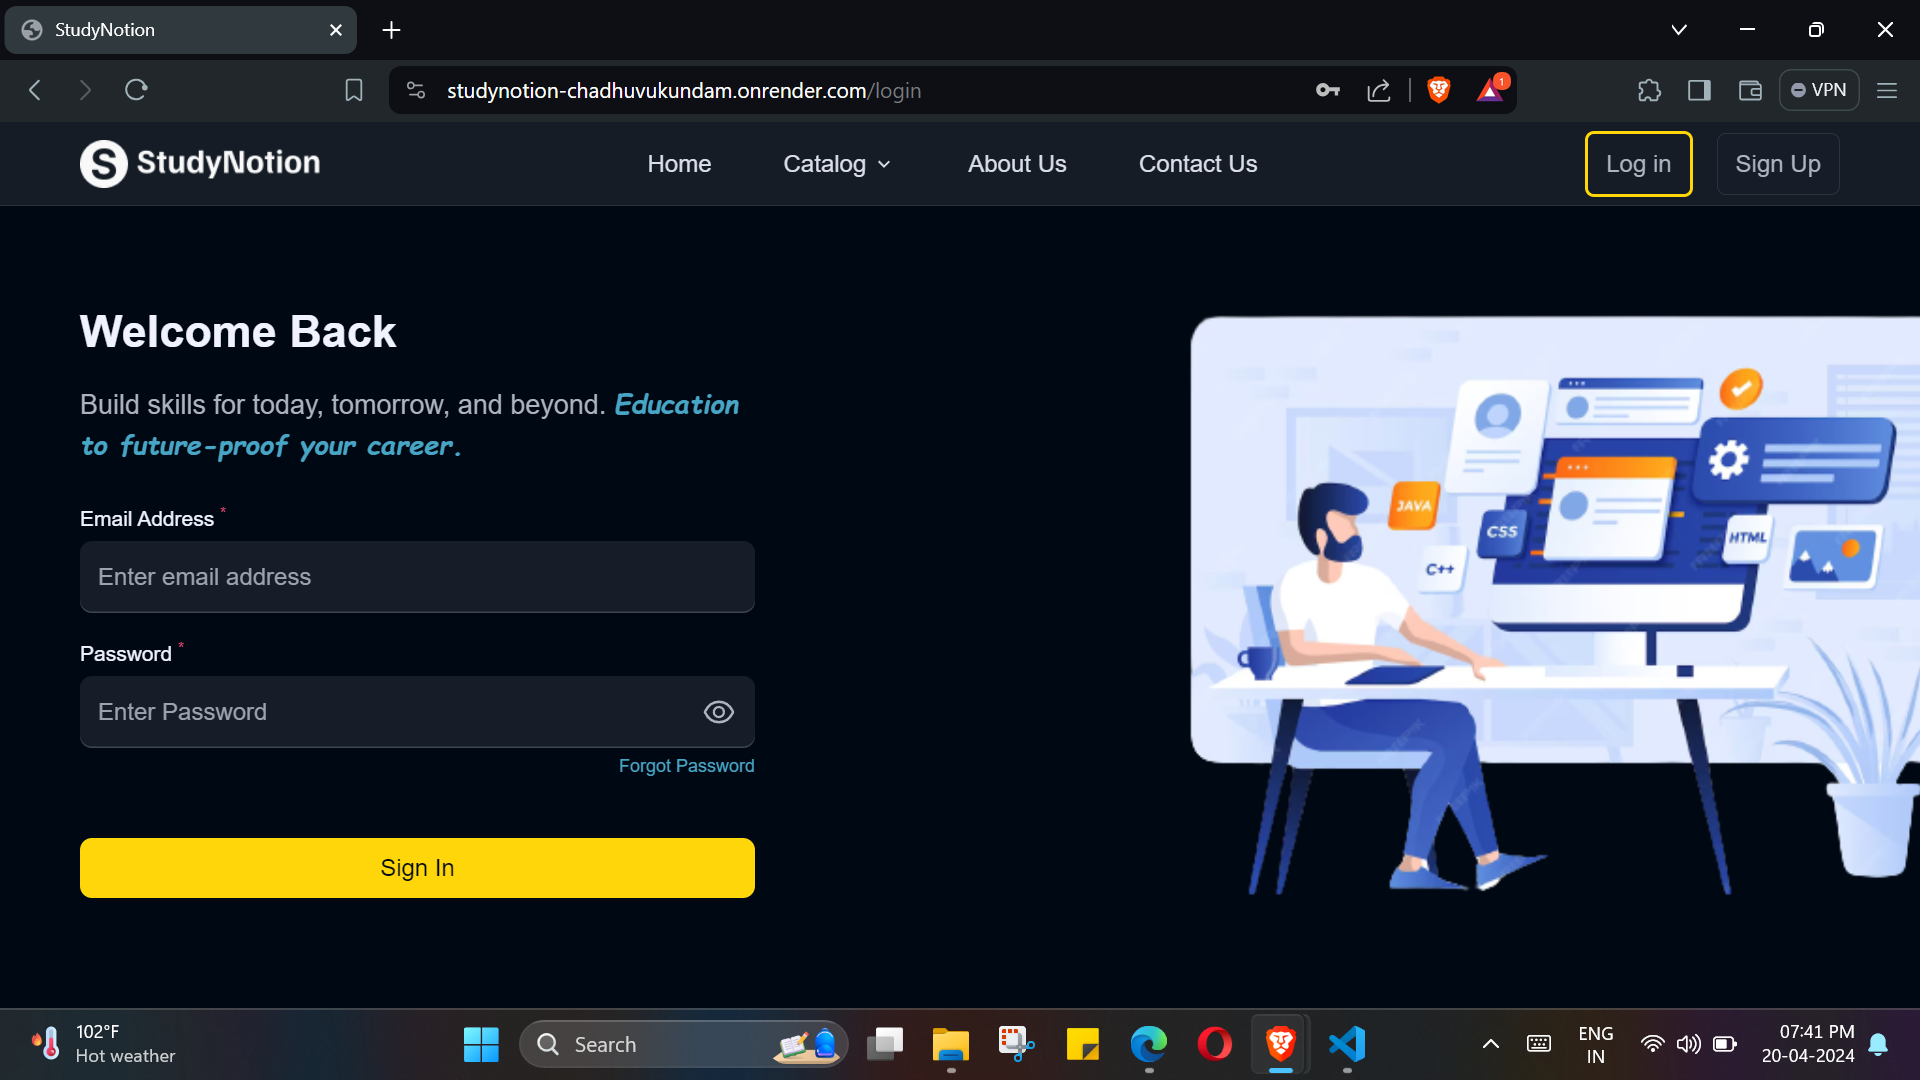 StudyNotion
studynotion-chadhuvukundam.onrender.com/login
1
VPN
S StudyNotion
Home
Catalog
About Us
Contact Us
Log in
Sign Up
Welcome Back
Build skills for today, tomorrow, and beyond. Education
to future-proof your career.
Email Address *
Enter email address
Password *
Enter Password
Forgot Password
Sign In
JAVA
CSS
HTML
C++
102°F
Hot weather
Search
ENG
IN
07:41 PM
20-04-2024